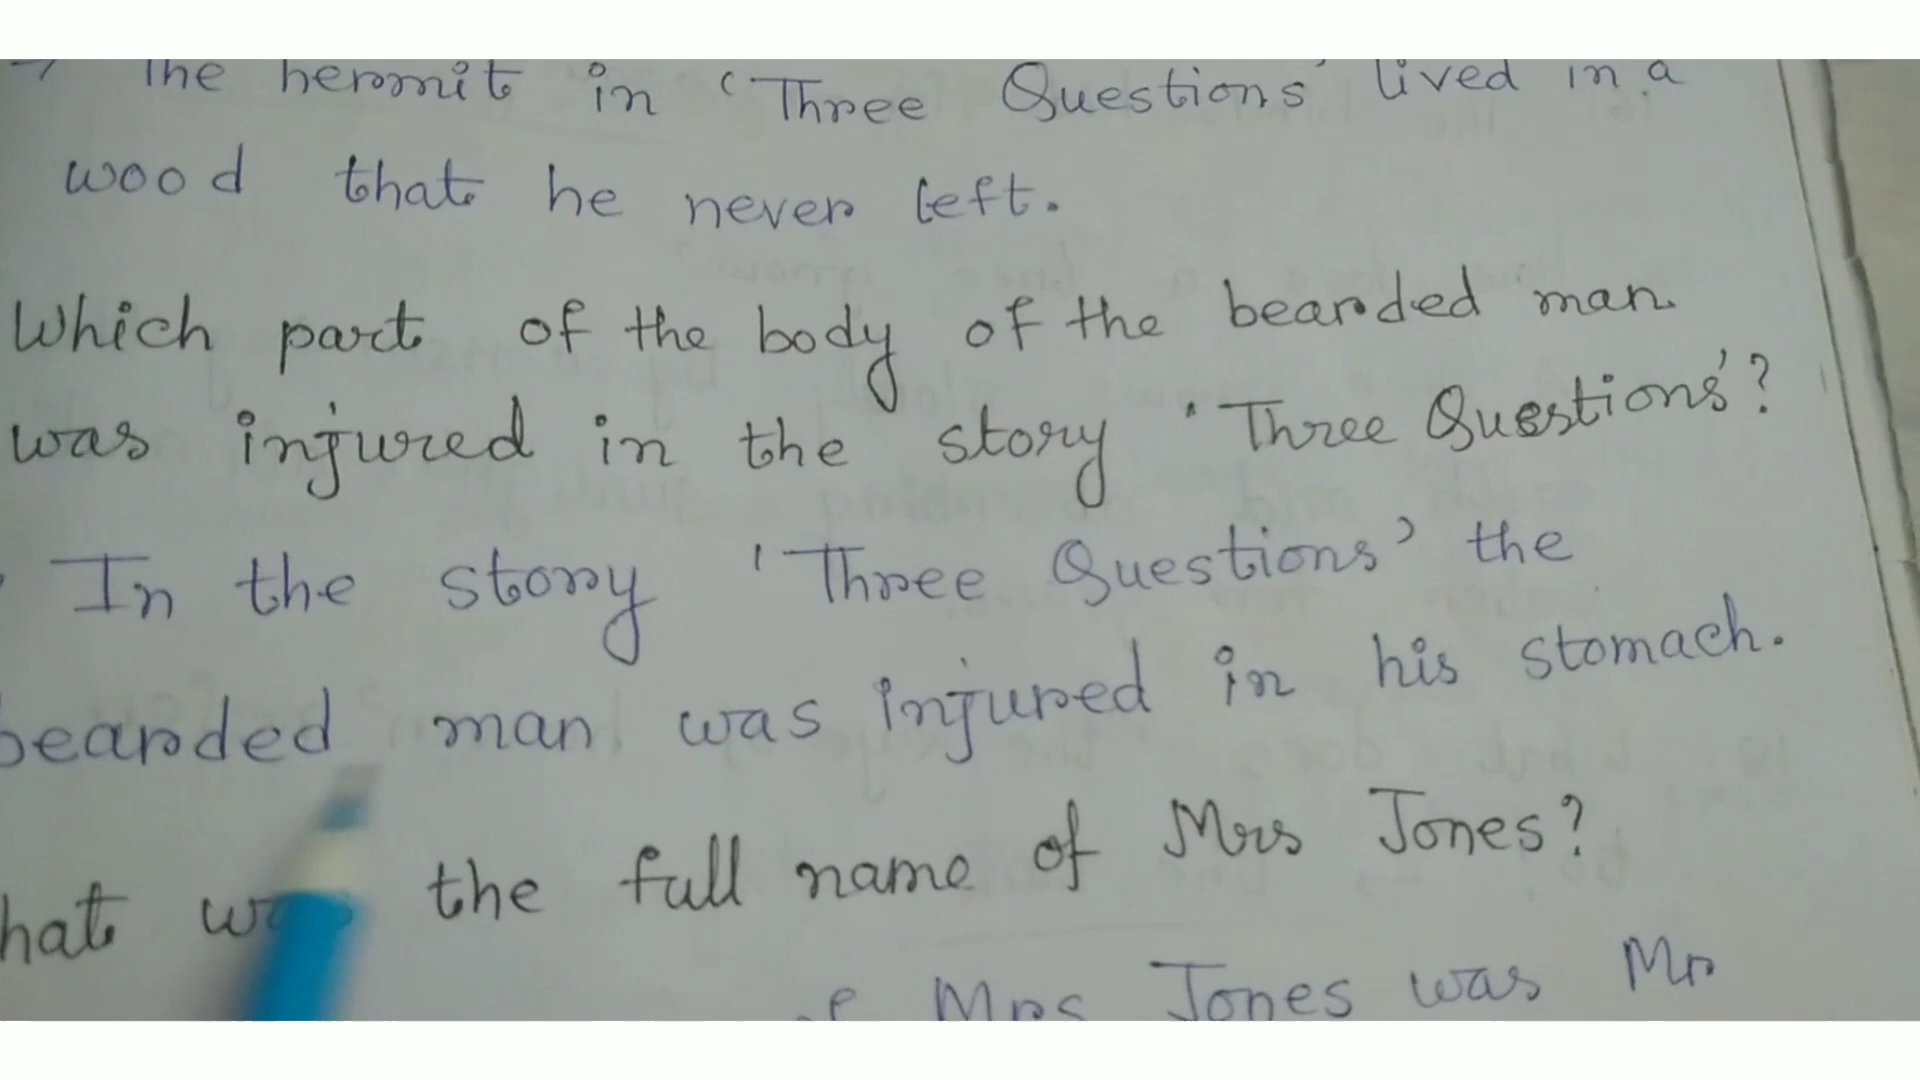 The hermit in 'Three Questions' lived in a
wood that he never left.
Which part of the body of the bearded man
was injured in the story 'Three Questions'?
In the story 'Three Questions' the
bearded man was injured in his stomach.
hat was the full name of Mrs Jones?
Mrs Jones was Mr